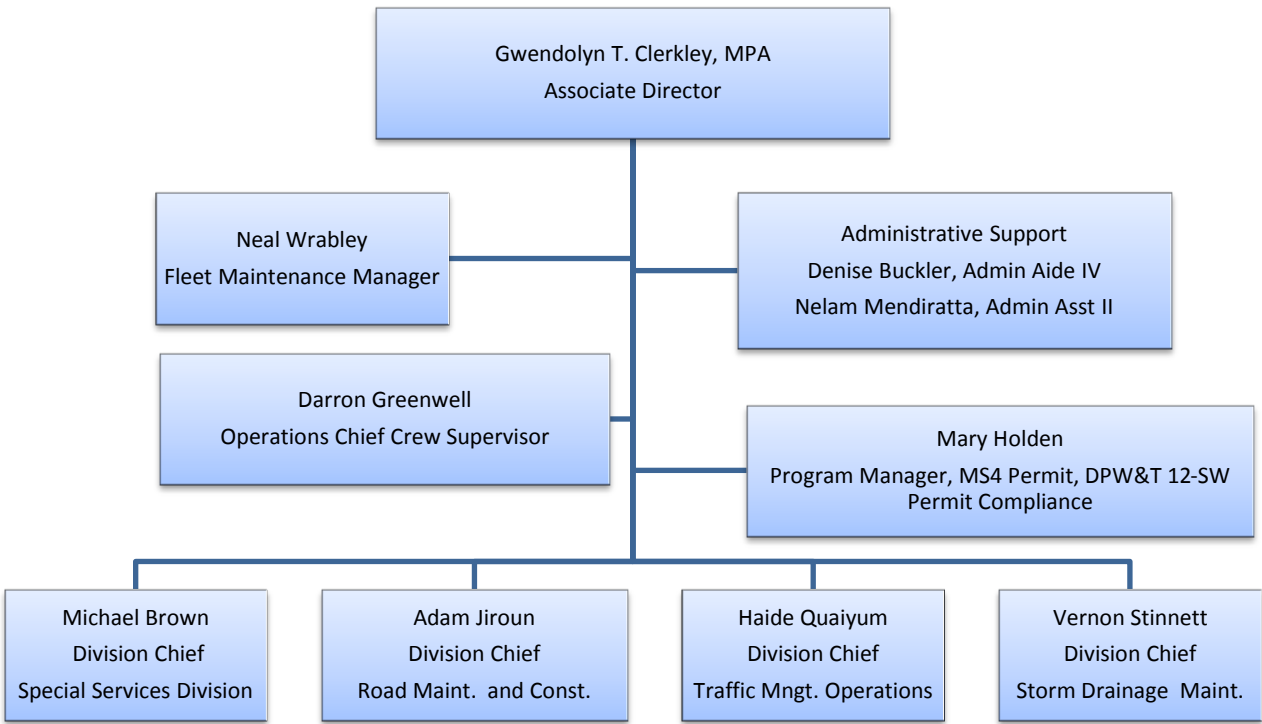 Gwendolyn T. Clerkley, MPA
Associate Director
Neal Wrabley
Fleet Maintenance Manager
Administrative Support
Denise Buckler, Admin Aide IV
Nelam Mendiratta, Admin Asst II
Darron Greenwell
Operations Chief Crew Supervisor
Mary Holden
Program Manager, MS4 Permit, DPW&T 12-SW
Permit Compliance
Michael Brown
Division Chief
Special Services Division
Adam Jiroun
Division Chief
Road Maint. and Const.
Haide Quaiyum
Division Chief
Traffic Mngt. Operations
Vernon Stinnett
Division Chief
Storm Drainage Maint.